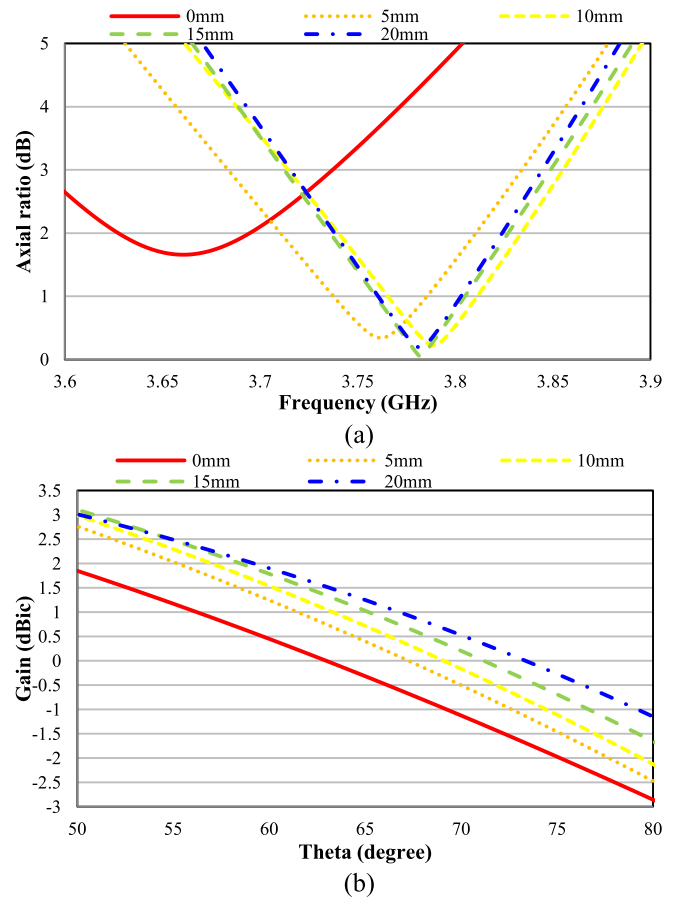 0mm 5mm 10mm
15mm 20mm
5
4
3
2
1
0
Axial ratio (dB)
3.6 3.65 3.7 3.75 3.8 3.85 3.9
Frequency (GHz)
(a)
0mm 5mm 10mm
15mm 20mm
3.5
3
2.5
2
1.5
1
0.5
0
-0.5
-1
-1.5
-2
-2.5
-3
Gain (dBic)
50 55 60 65 70 75 80
Theta (degree)
(b)